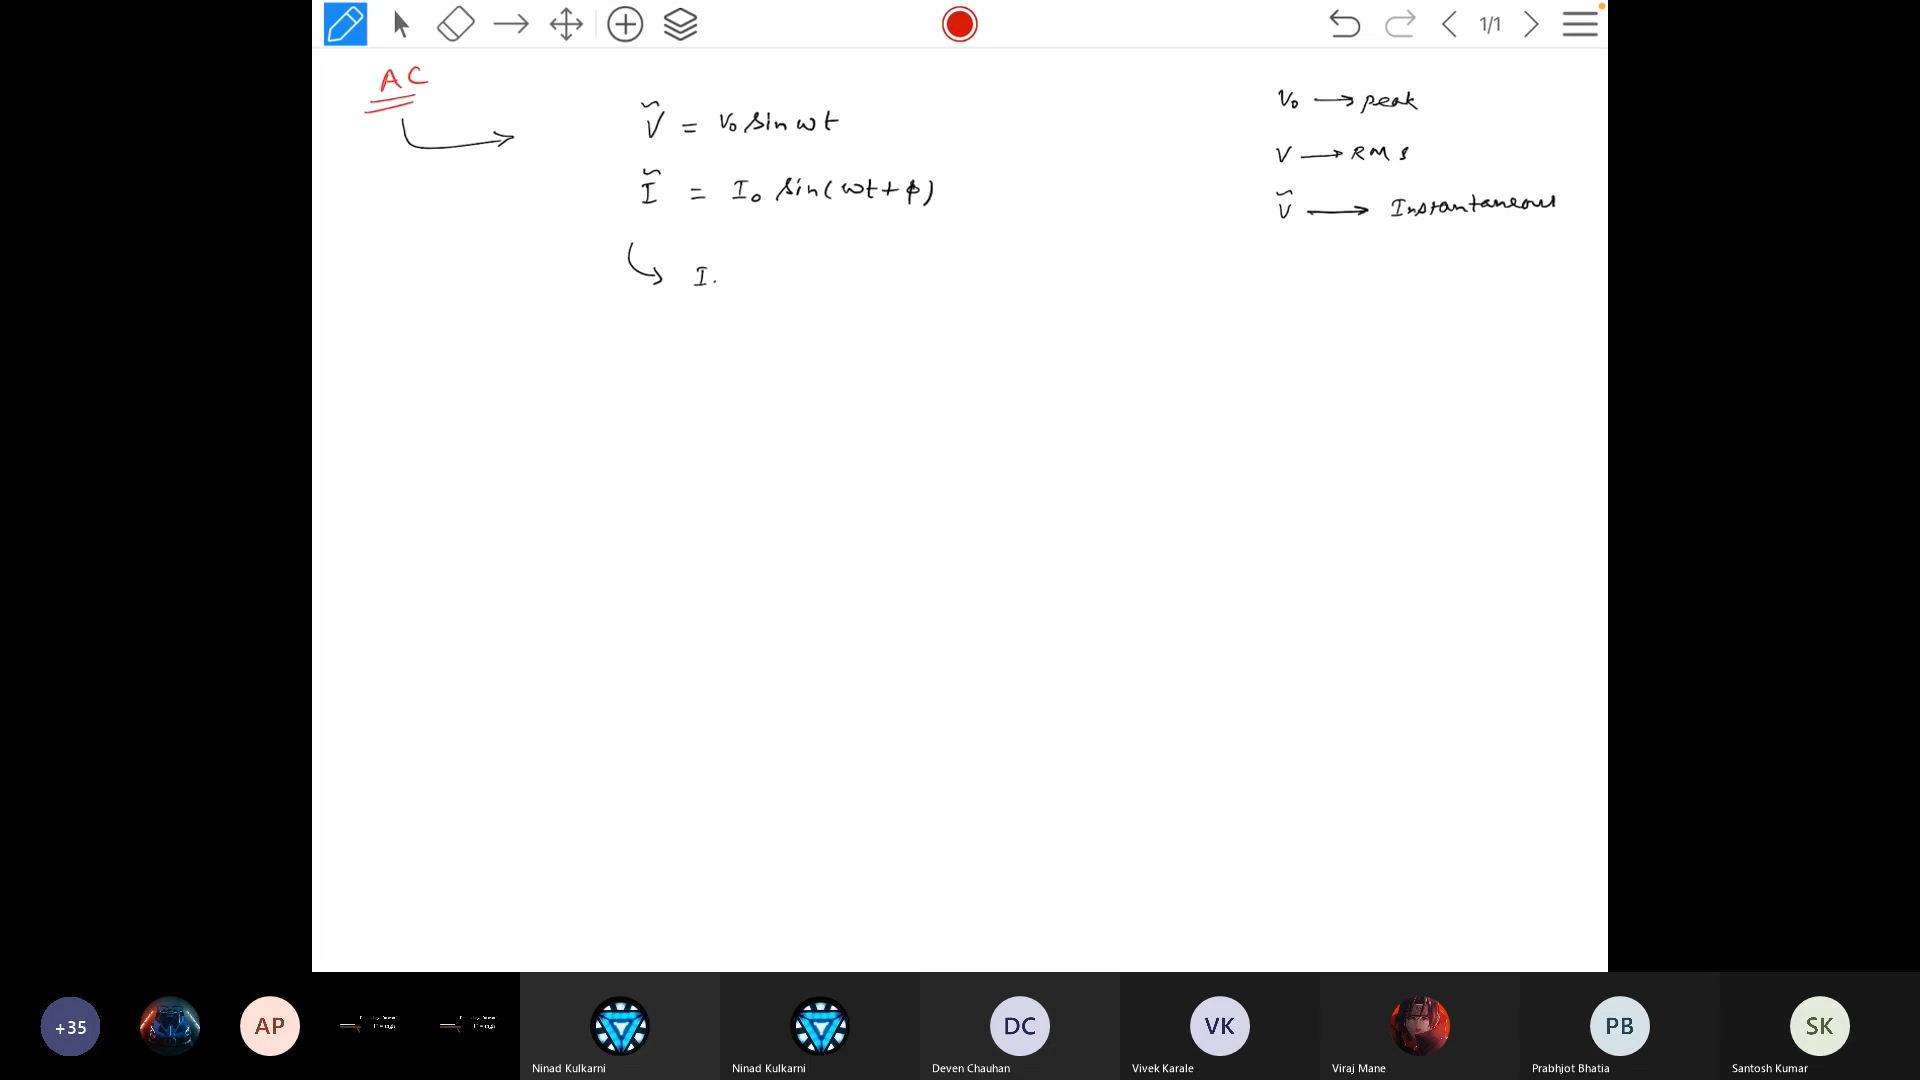 1/1
AC
Ṽ = V₀ sin ωt
Ĩ = I₀ sin(ωt + φ)
I.
V₀ → peak
V → RMS
Ṽ → Instantaneous
+35
AP
DC
VK
PB
SK
Ninad Kulkarni
Ninad Kulkarni
Deven Chauhan
Vivek Karale
Viraj Mane
Prabhjot Bhatia
Santosh Kumar